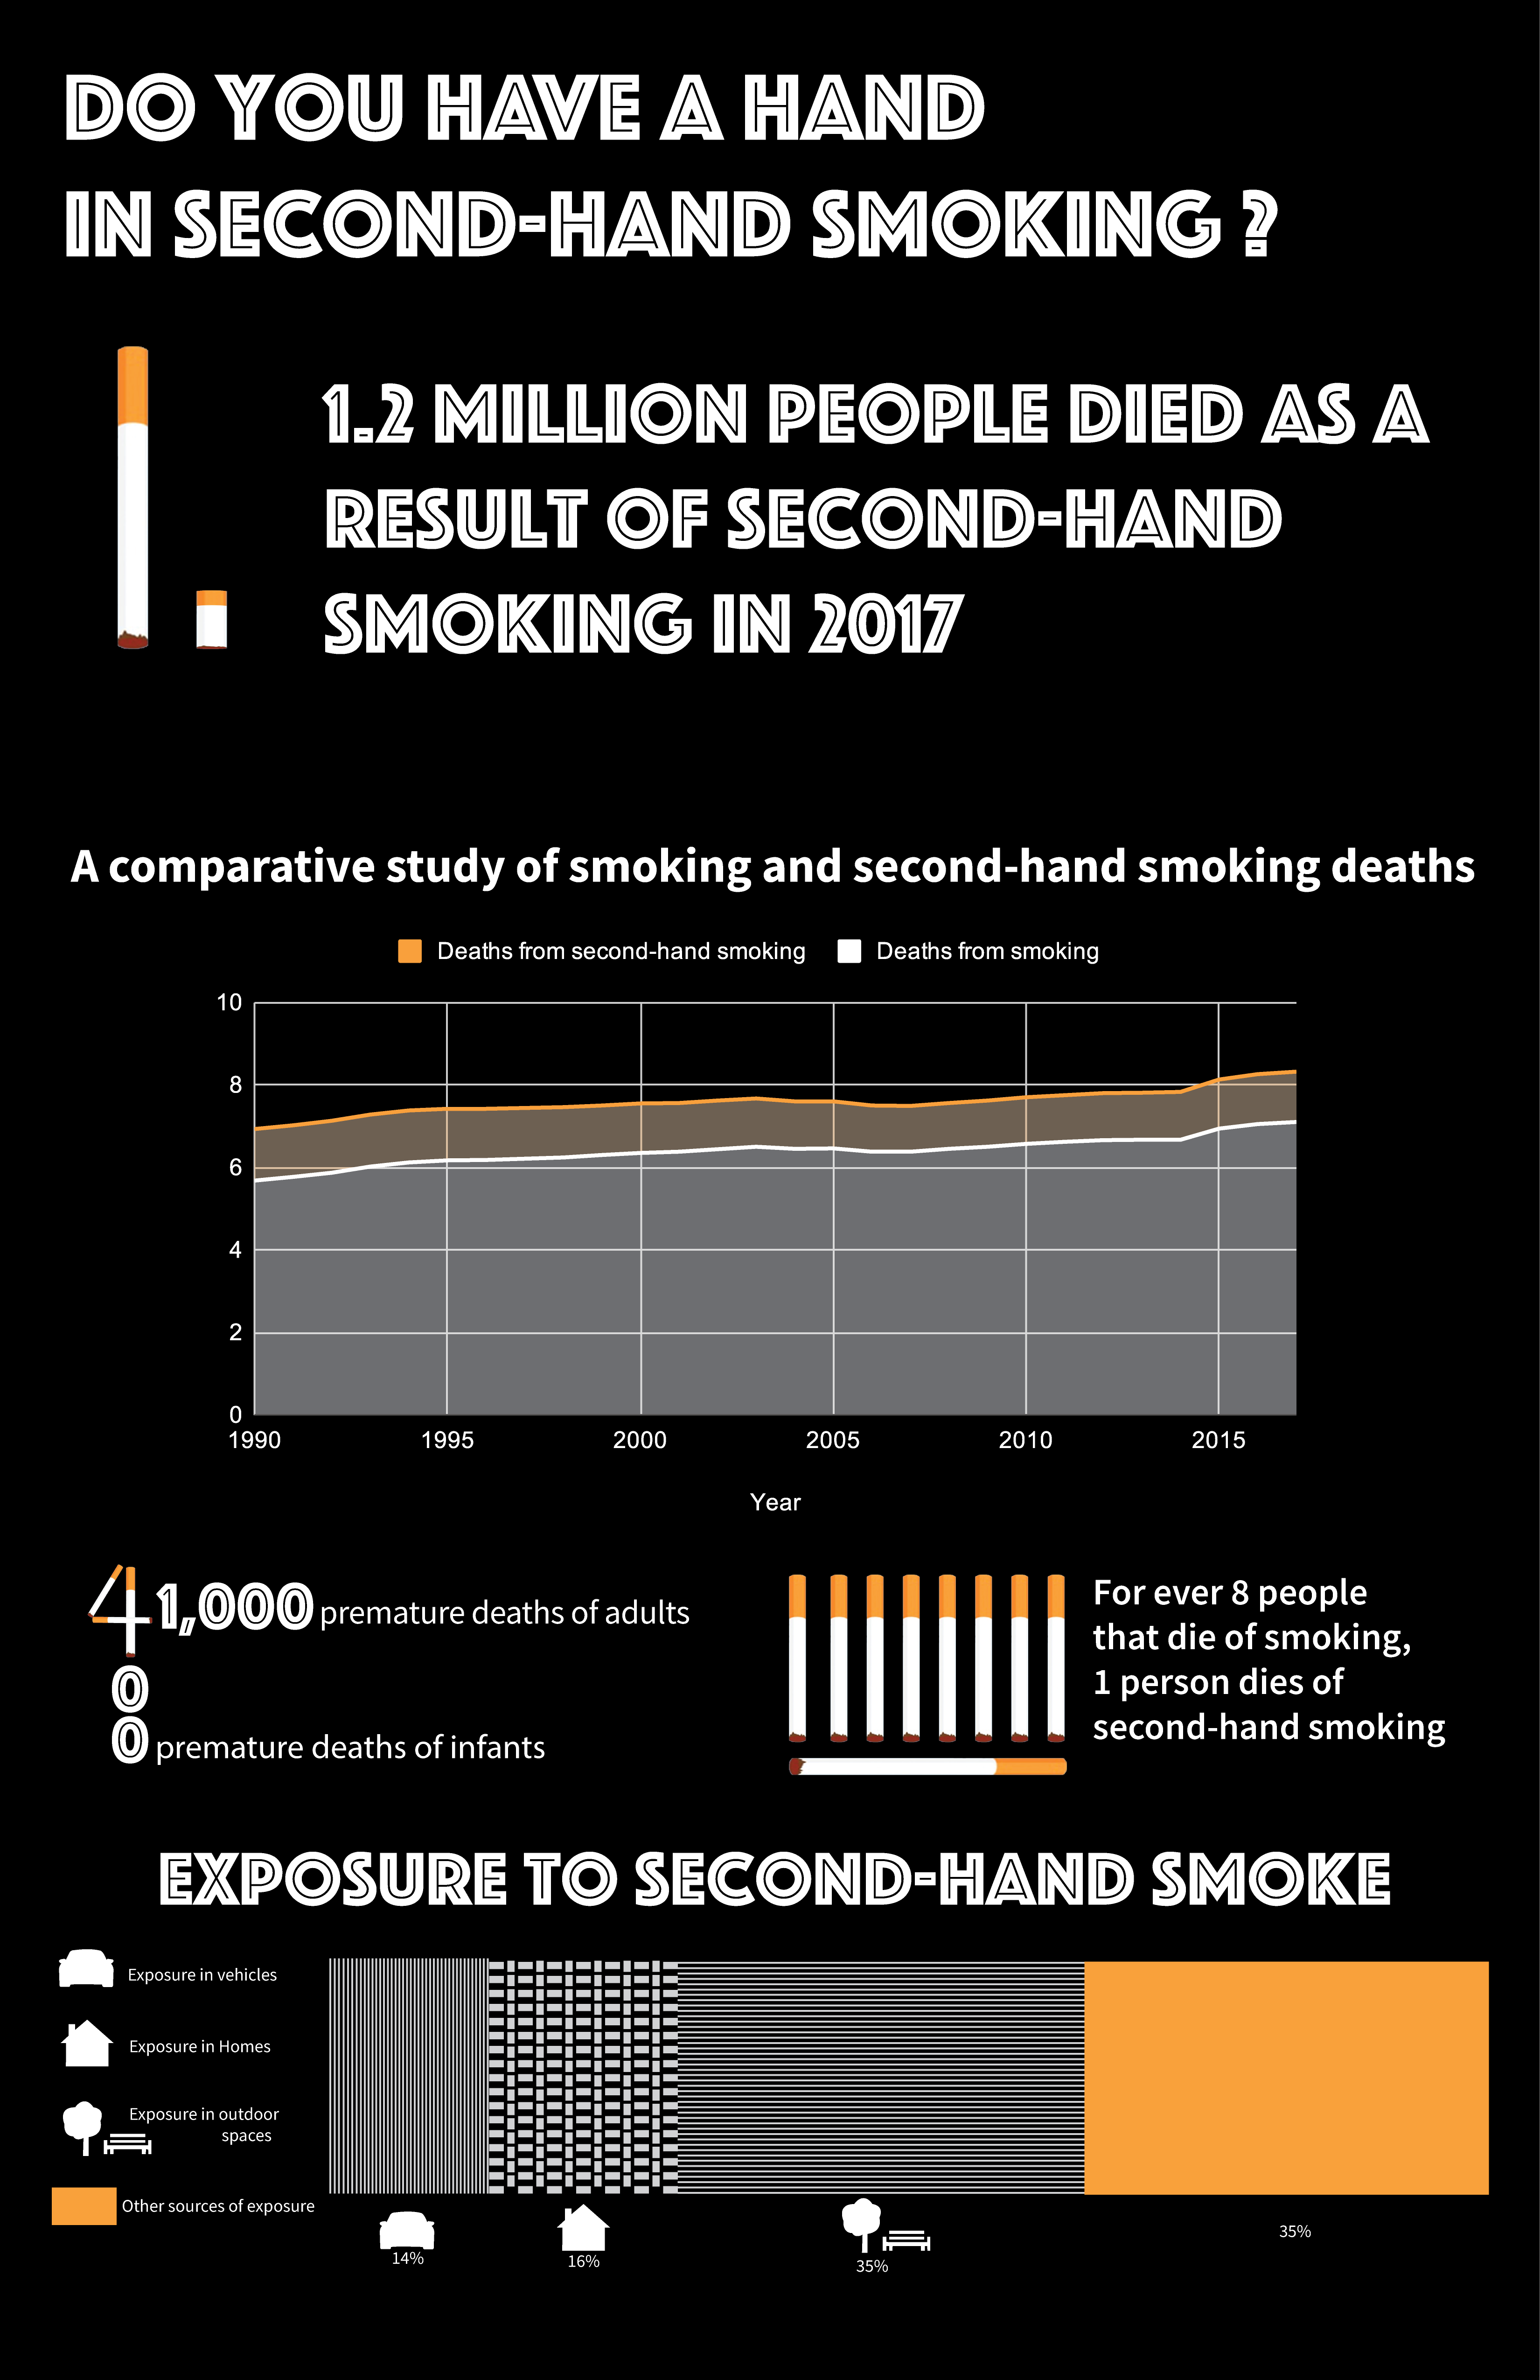 DO YOU HAVE A HAND
IN SECOND-HAND SMOKING ?
1.2 MILLION PEOPLE DIED AS A
RESULT OF SECOND-HAND
SMOKING IN 2017
A comparative study of smoking and second-hand smoking deaths
Deaths from second-hand smoking
Deaths from smoking
10
8
6
4
2
0
1990 1995 2000 2005 2010 2015
Year
41,000 premature deaths of adults
0
0 premature deaths of infants
For ever 8 people
that die of smoking,
1 person dies of
second-hand smoking
EXPOSURE TO SECOND-HAND SMOKE
Exposure in vehicles
Exposure in Homes
Exposure in outdoor
spaces
Other sources of exposure
14%
16%
35%
35%